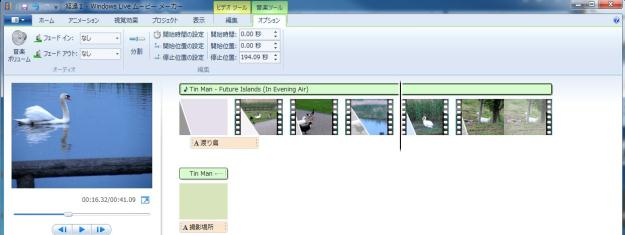 渡り鳥1 - Windows Live ムービー メーカー
ビデオ ツール 音楽ツール
ホーム アニメーション 視覚効果 プロジェクト 表示 編集 オプション
音楽
ボリューム
フェード イン: なし
フェード アウト: なし
オーディオ
分割
開始時間の設定 開始時間: 0.00 秒
開始位置の設定 開始位置: 0.00 秒
停止位置の設定 停止位置: 194.09 秒
編集
Tin Man - Future Islands (In Evening Air)
A 渡り鳥
Tin Man
A 撮影場所
00:16.32/00:41.09